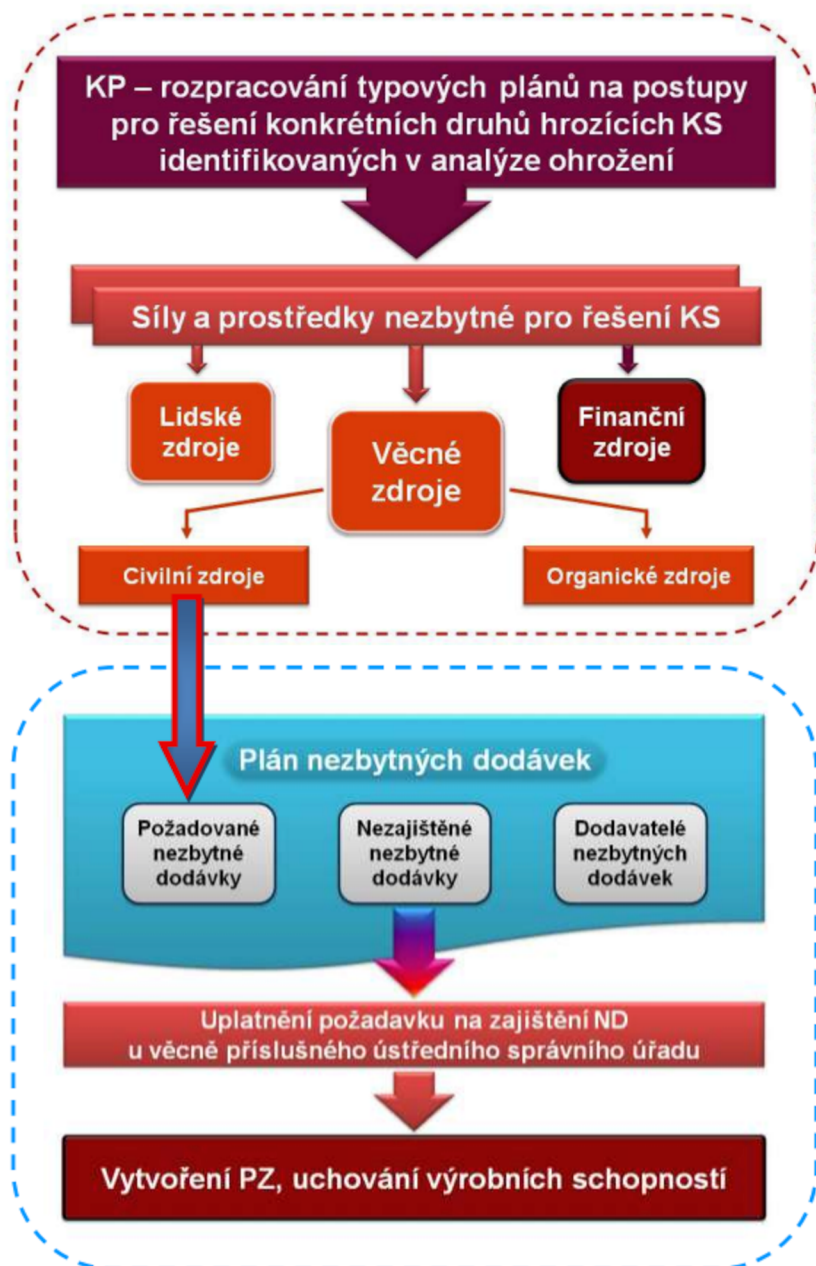 KP – rozpracování typových plánů na postupy
pro řešení konkrétních druhů hrozících KS
identifikovaných v analýze ohrožení
Síly a prostředky nezbytné pro řešení KS
Lidské
zdroje
Věcné
zdroje
Finanční
zdroje
Civilní zdroje
Organické zdroje
Plán nezbytných dodávek
Požadované
nezbytné
dodávky
Nezajištěné
nezbytné
dodávky
Dodavatelé
nezbytných
dodávek
Uplatnění požadavku na zajištění ND
u věcně příslušného ústředního správního úřadu
Vytvoření PZ, uchování výrobních schopností